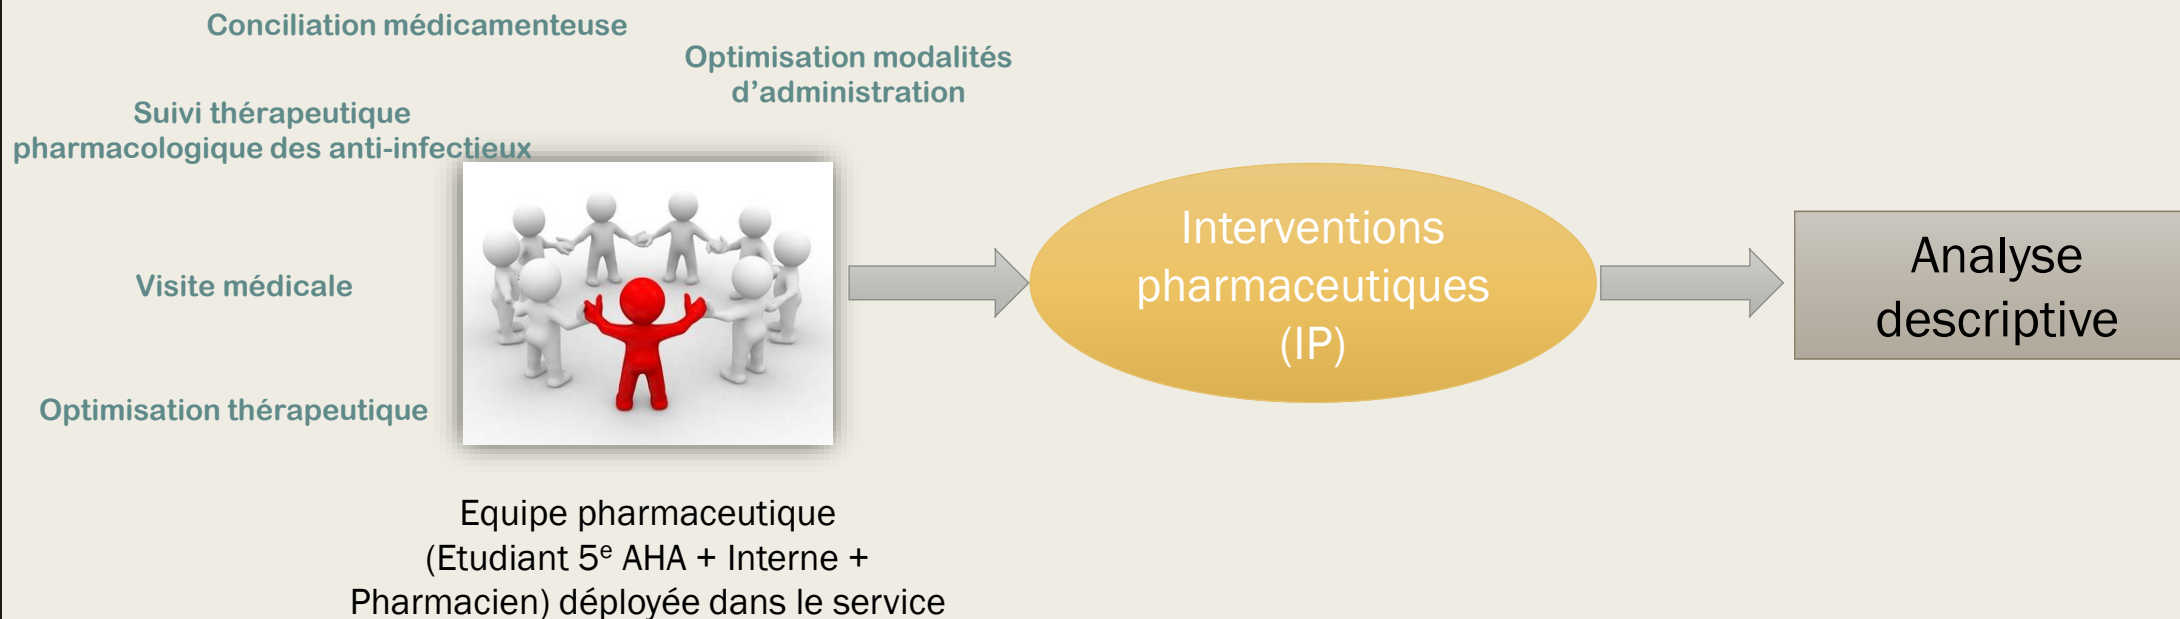 Conciliation médicamenteuse
Optimisation modalités
d’administration
Suivi thérapeutique
pharmacologique des anti-infectieux
Visite médicale
Optimisation thérapeutique
Equipe pharmaceutique
(Etudiant 5e AHA + Interne +
Pharmacien) déployée dans le service
Interventions
pharmaceutiques
(IP)
Analyse
descriptive